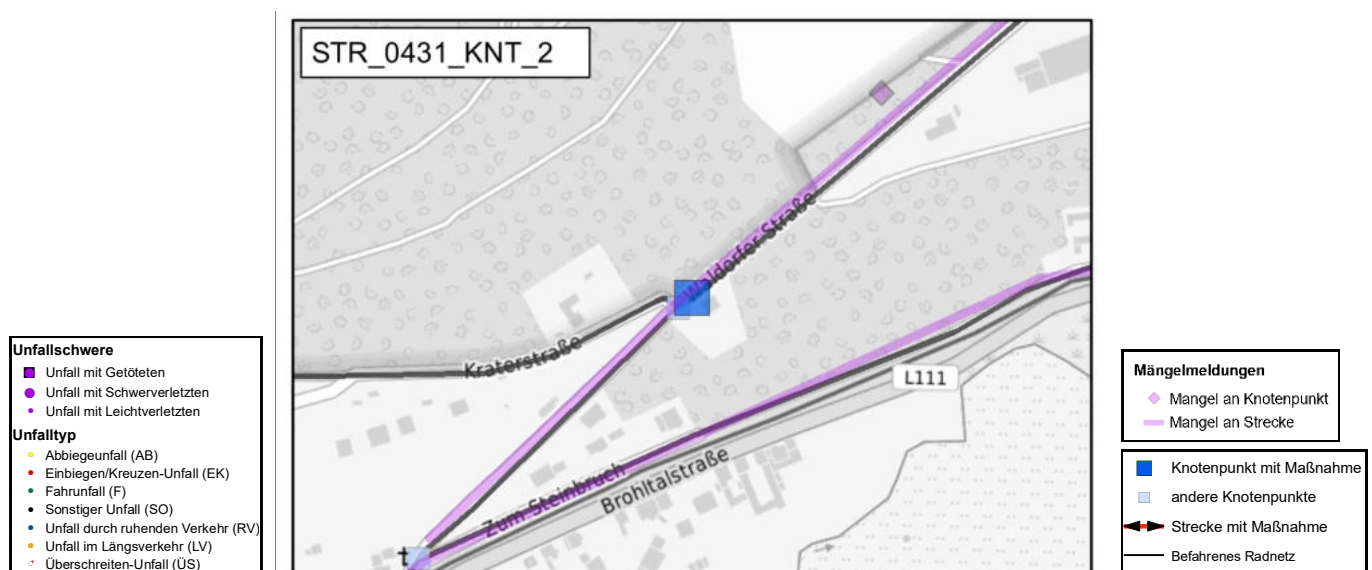 STR_0431_KNT_2
Waldorfer Straße
Kraterstraße
L111
Zum Steinbruch
Brohltalstraße
t
Unfallschwere
Unfall mit Getöteten
Unfall mit Schwerverletzten
Unfall mit Leichtverletzten
Unfalltyp
Abbiegeunfall (AB)
Einbiegen/Kreuzen-Unfall (EK)
Fahrunfall (F)
Sonstiger Unfall (SO)
Unfall durch ruhenden Verkehr (RV)
Unfall im Längsverkehr (LV)
Überschreiten-Unfall (ÜS)
Mängelmeldungen
Mangel an Knotenpunkt
Mangel an Strecke
Knotenpunkt mit Maßnahme
andere Knotenpunkte
Strecke mit Maßnahme
Befahrenes Radnetz